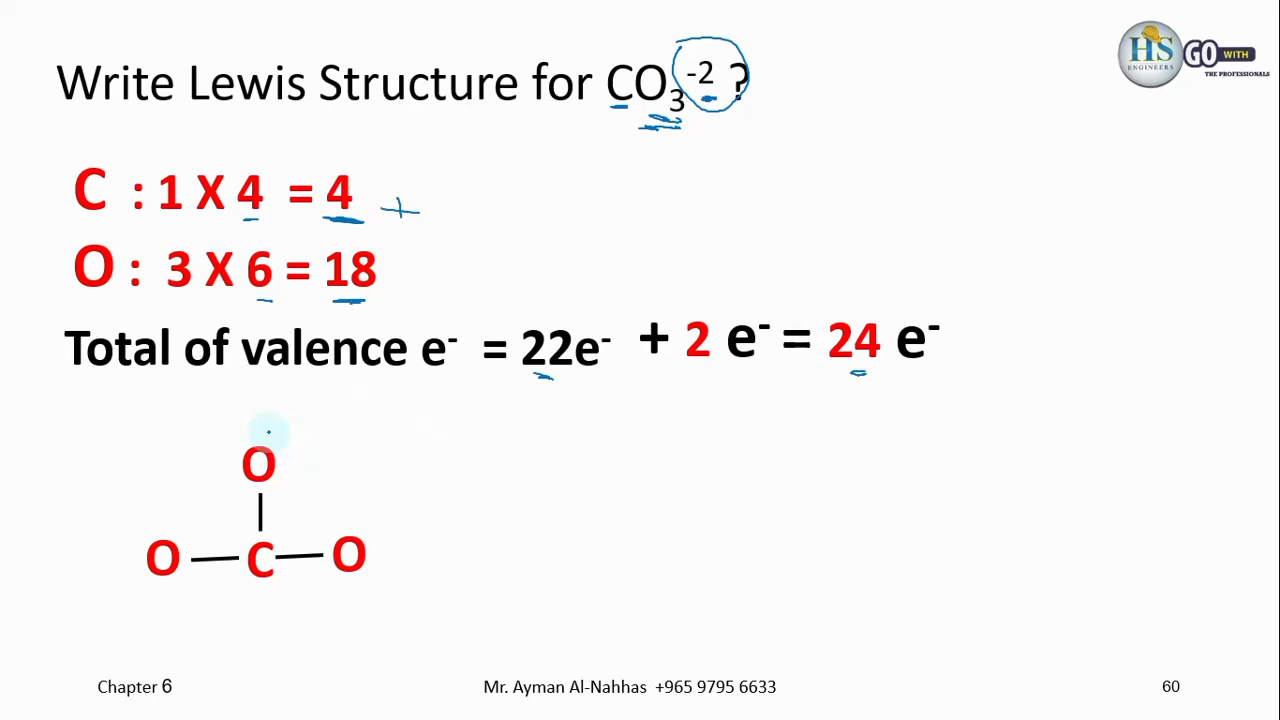 Write Lewis Structure for CO₃⁻² ?
HS
ENGINEERS
GO WITH
THE PROFESSIONALS
C : 1 X 4 = 4 +
O : 3 X 6 = 18
Total of valence e⁻ = 22e⁻ + 2 e⁻ = 24 e⁻
O
O — C — O
Chapter 6
Mr. Ayman Al-Nahhas +965 9795 6633
60